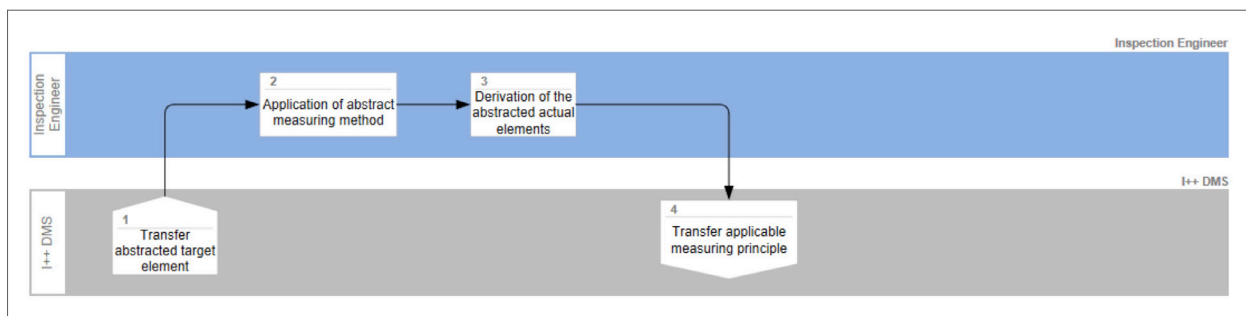 Inspection Engineer
Inspection
Engineer
2
Application of abstract
measuring method
3
Derivation of the
abstracted actual
elements
I++ DMS
I++ DMS
1
Transfer
abstracted target
element
4
Transfer applicable
measuring principle